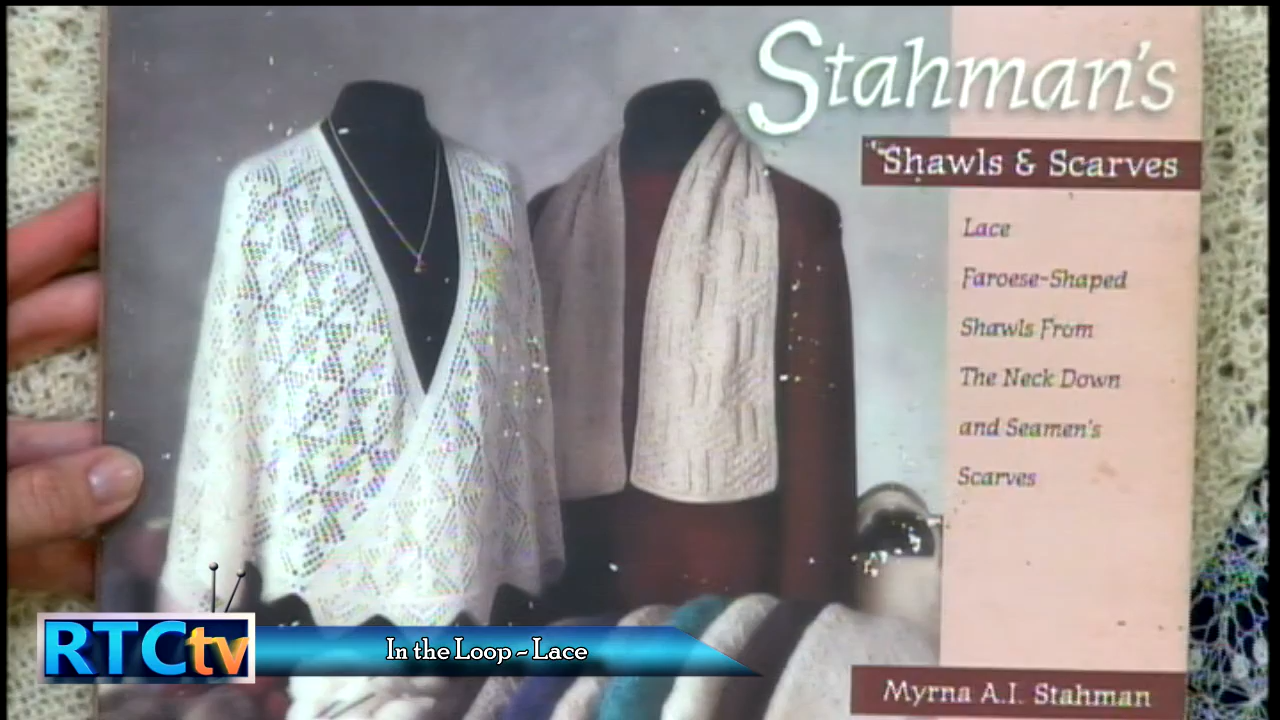 Stahman's
Shawls & Scarves
Lace
Faroese-Shaped
Shawls From
The Neck Down
and Seamen's
Scarves
Myrna A.I. Stahman
RTCtv
In the Loop ~ Lace